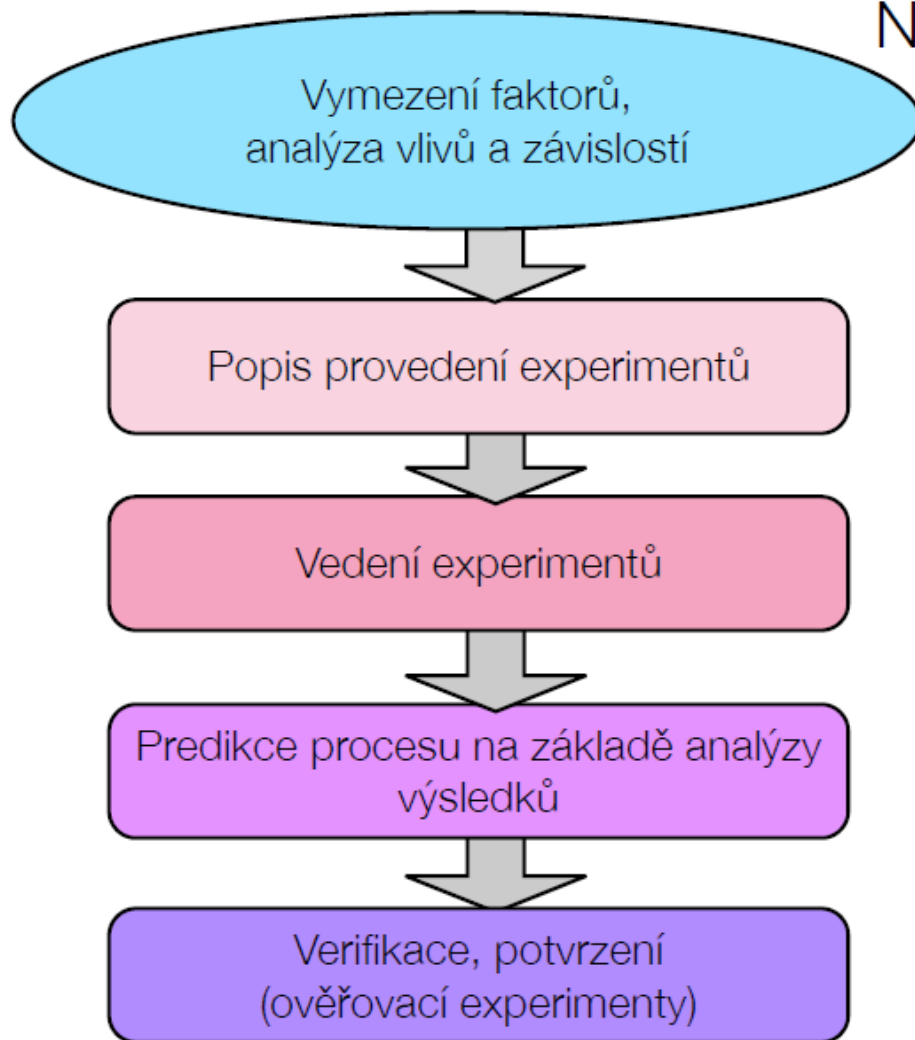 N
Vymezení faktorů,
analýza vlivů a závislostí
Popis provedení experimentů
Vedení experimentů
Predikce procesu na základě analýzy
výsledků
Verifikace, potvrzení
(ověřovací experimenty)